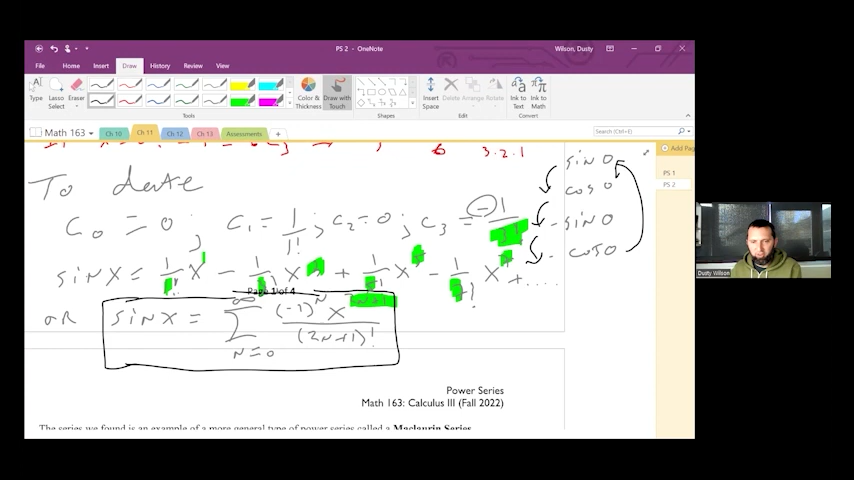 PS 2 - OneNote
Wilson, Dusty
File Home Insert Draw History Review View
Type
Lasso Select
Eraser
Color & Thickness
Draw with Touch
Insert Space
Delete
Arrange
Rotate
Ink to Text
Ink to Math
Tools
Shapes
Edit
Convert
Math 163
Ch 10
Ch 11
Ch 12
Ch 13
Assessments
+
Search (Ctrl+E)
Add Pag
PS 1
PS 2
6 3·2·1
To date
C₀ = 0 ; C₁ = 1/1! ; C₂ = 0 ; C₃ = -1/3!
sin 0
cos 0
- sin 0
- cos 0
sin x = 1/1! x¹ - 1/3! x³ + 1/5! x⁵ - 1/7! x⁷ + ....
Page 1 of 4
OR sin x = ∞ Σ N=0 (-1)^N x^(2N+1) / (2N+1)!
Power Series
Math 163: Calculus III (Fall 2022)
The series we found is an example of a more general type of power series called a Maclaurin Series
Dusty Wilson